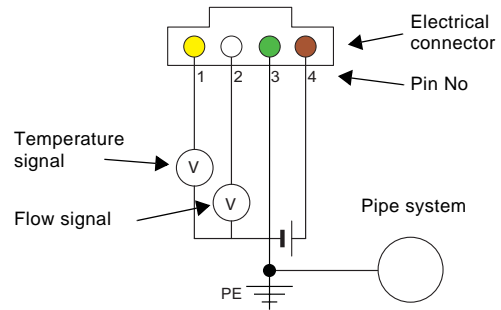 Electrical
connector
1 2 3 4
Pin No
Temperature
signal
V
V
Flow signal
Pipe system
PE